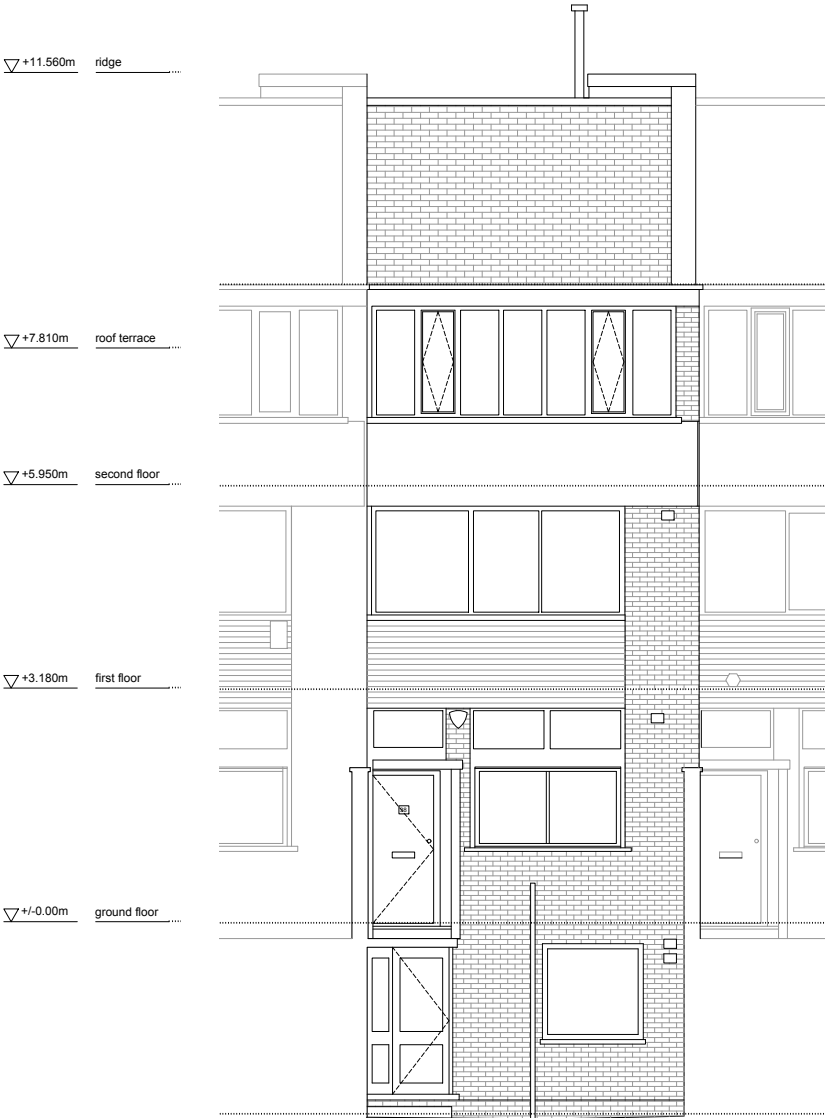 +11.560m ridge
+7.810m roof terrace
+5.950m second floor
+3.180m first floor
+/-0.00m ground floor